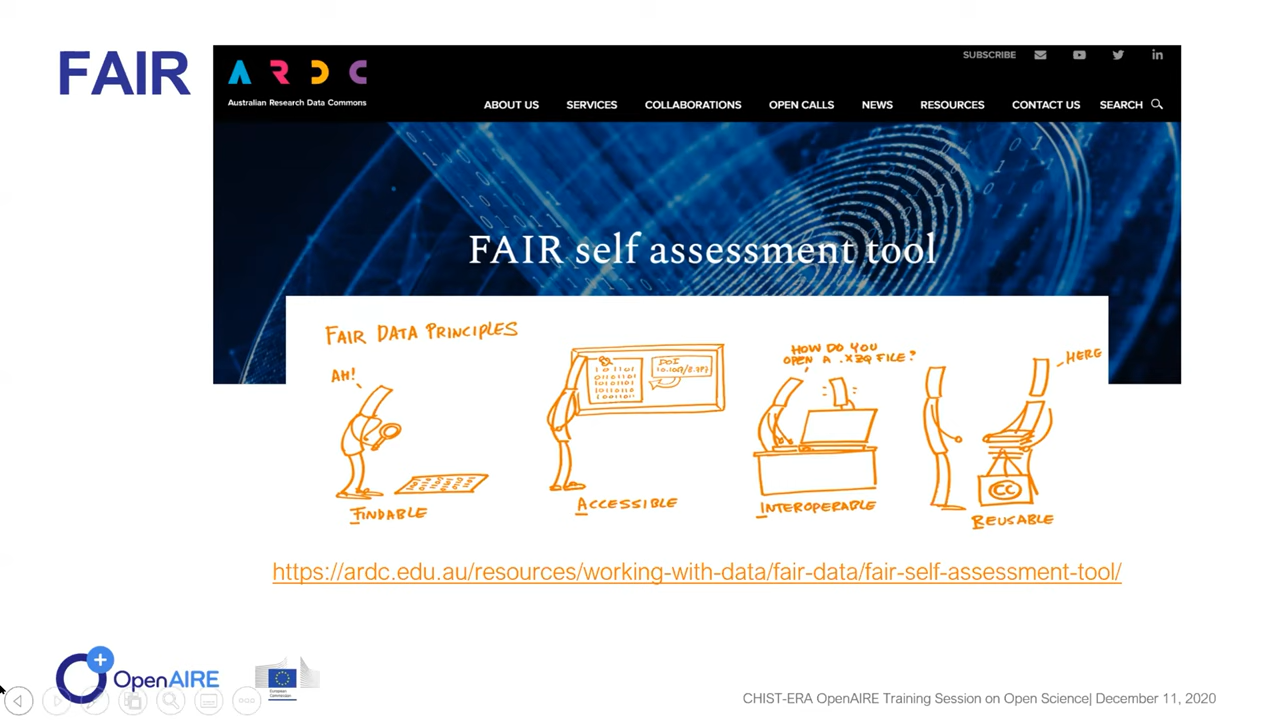 FAIR
ARDC
Australian Research Data Commons
SUBSCRIBE
ABOUT US SERVICES COLLABORATIONS OPEN CALLS NEWS RESOURCES CONTACT US SEARCH
FAIR self assessment tool
FAIR DATA PRINCIPLES
AH!
DOI
HOW DO YOU
OPEN A .XZQ FILE?
HERE
CC
FINDABLE
ACCESSIBLE
INTEROPERABLE
REUSABLE
https://ardc.edu.au/resources/working-with-data/fair-data/fair-self-assessment-tool/
OpenAIRE
European
Commission
CHIST-ERA OpenAIRE Training Session on Open Science| December 11, 2020